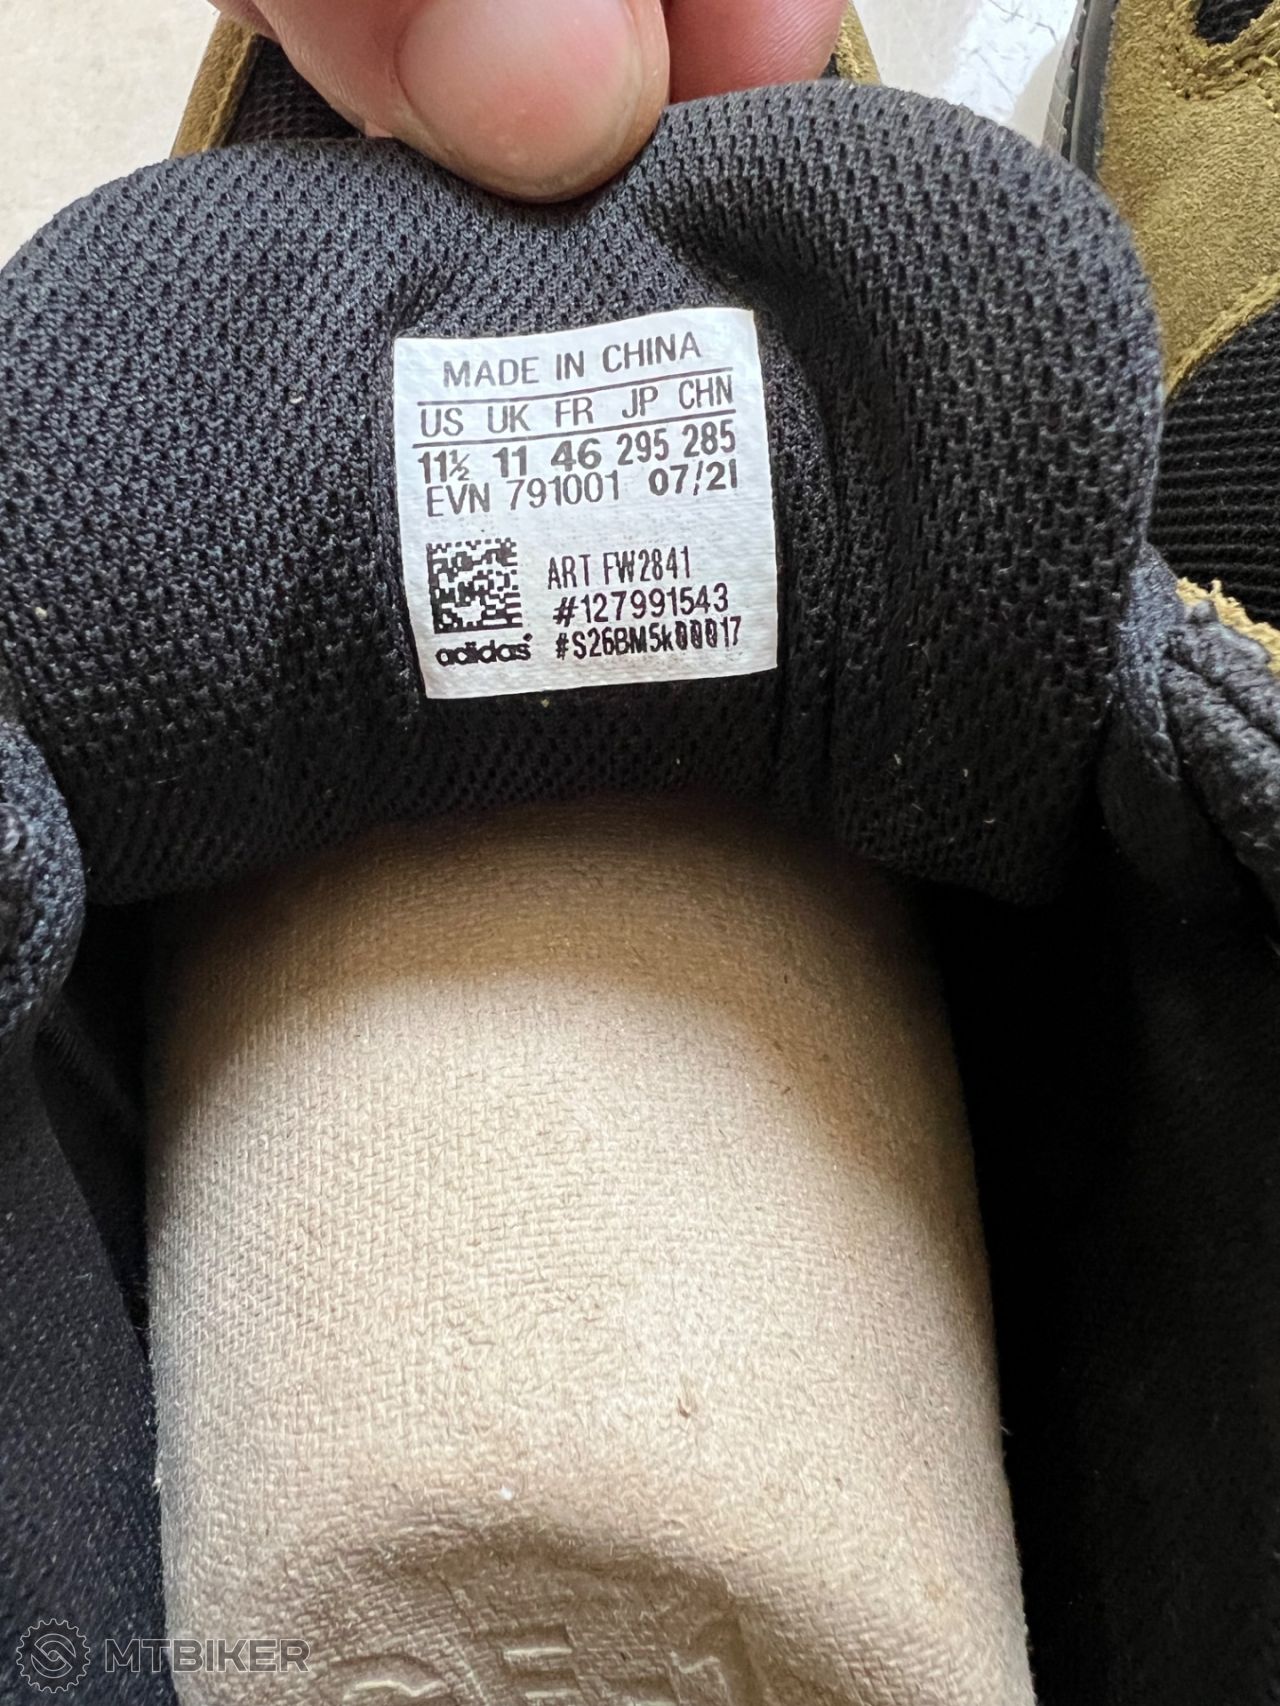 MADE IN CHINA
US UK FR JP CHN
11½ 11 46 295 285
EVN 791001 07/21
ART FW2841
#127991543
adidas #S26BM5k00017
MTBIKER